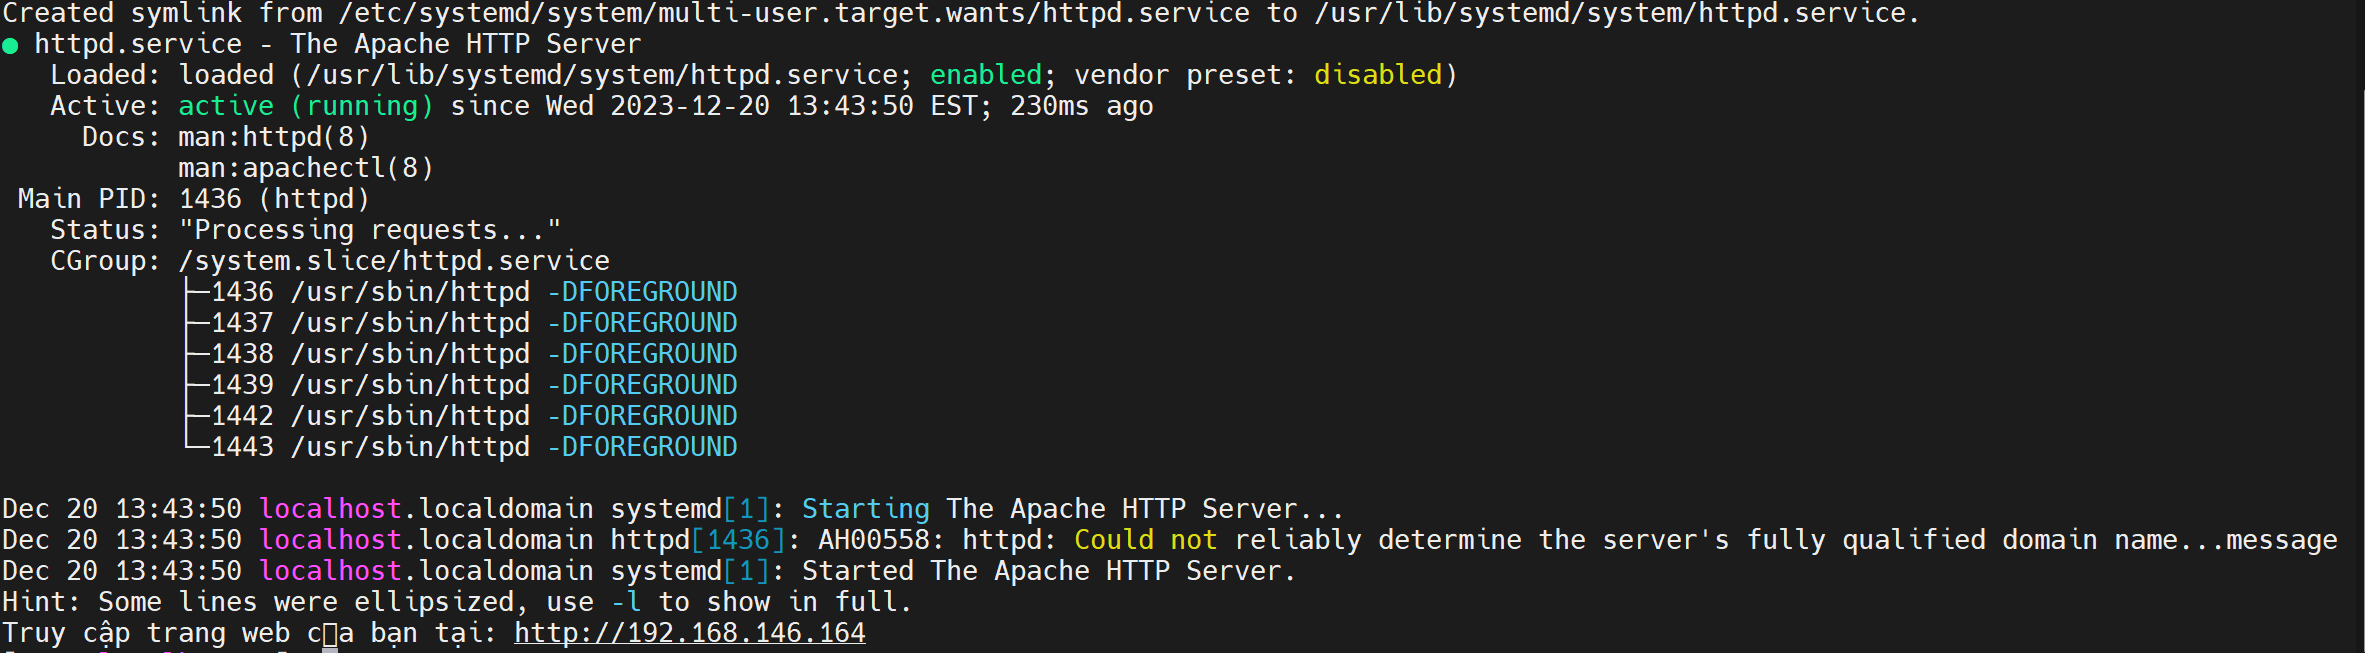 Created symlink from /etc/systemd/system/multi-user.target.wants/httpd.service to /usr/lib/systemd/system/httpd.service.
● httpd.service - The Apache HTTP Server
   Loaded: loaded (/usr/lib/systemd/system/httpd.service; enabled; vendor preset: disabled)
   Active: active (running) since Wed 2023-12-20 13:43:50 EST; 230ms ago
     Docs: man:httpd(8)
           man:apachectl(8)
 Main PID: 1436 (httpd)
   Status: "Processing requests..."
   CGroup: /system.slice/httpd.service
           ├─1436 /usr/sbin/httpd -DFOREGROUND
           ├─1437 /usr/sbin/httpd -DFOREGROUND
           ├─1438 /usr/sbin/httpd -DFOREGROUND
           ├─1439 /usr/sbin/httpd -DFOREGROUND
           ├─1442 /usr/sbin/httpd -DFOREGROUND
           └─1443 /usr/sbin/httpd -DFOREGROUND
Dec 20 13:43:50 localhost.localdomain systemd[1]: Starting The Apache HTTP Server...
Dec 20 13:43:50 localhost.localdomain httpd[1436]: AH00558: httpd: Could not reliably determine the server's fully qualified domain name...message
Dec 20 13:43:50 localhost.localdomain systemd[1]: Started The Apache HTTP Server.
Hint: Some lines were ellipsized, use -l to show in full.
Truy cập trang web c▯a bạn tại: http://192.168.146.164